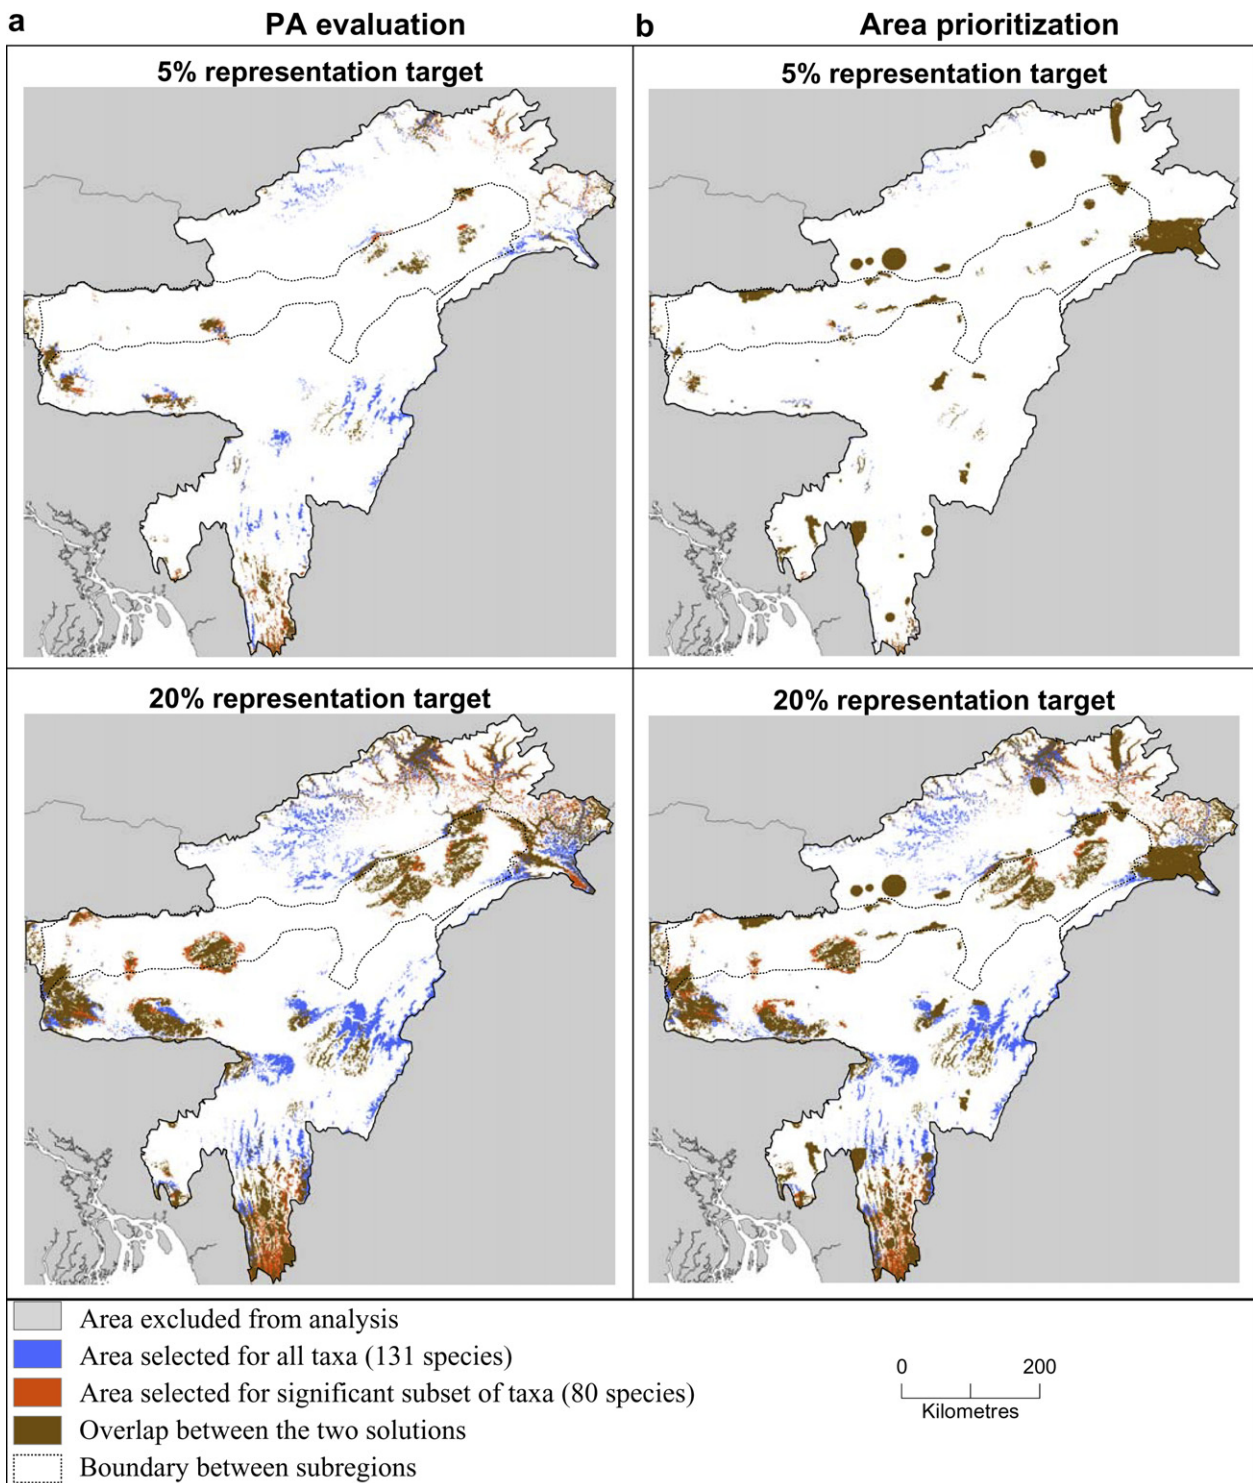 a PA evaluation
b Area prioritization
5% representation target
5% representation target
20% representation target
20% representation target
Area excluded from analysis
Area selected for all taxa (131 species)
Area selected for significant subset of taxa (80 species)
Overlap between the two solutions
Boundary between subregions
0 200
Kilometres